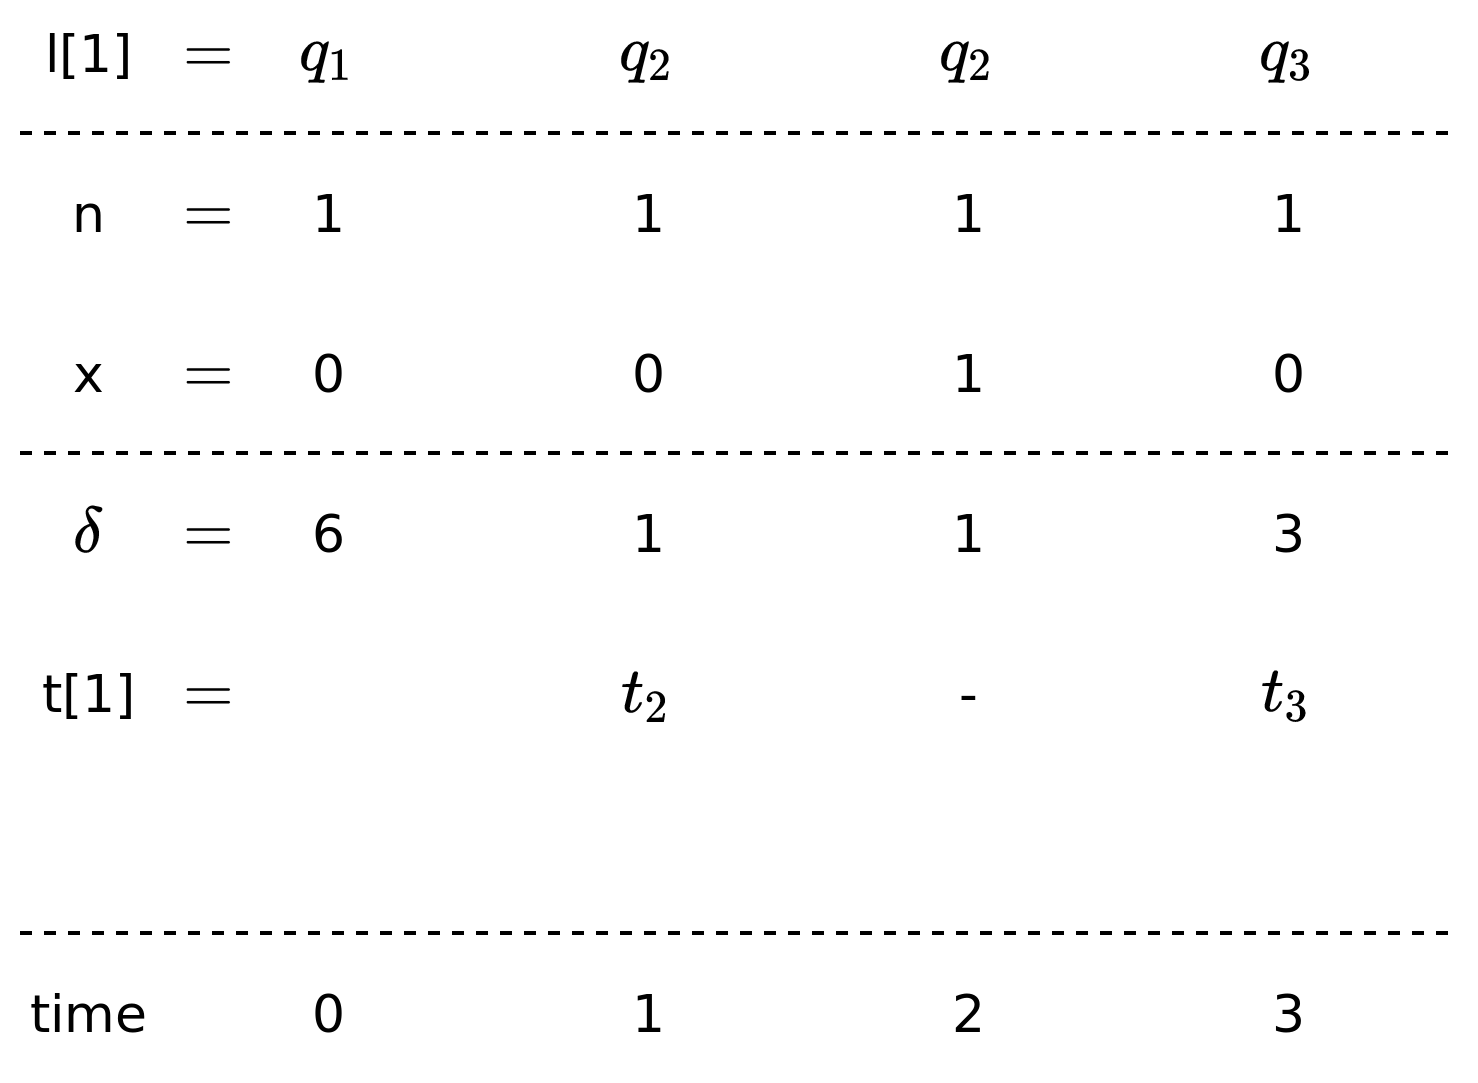 l[1] = q₁ q₂ q₂ q₃
n = 1 1 1 1
x = 0 0 1 0
δ = 6 1 1 3
t[1] = t₂ - t₃
time 0 1 2 3